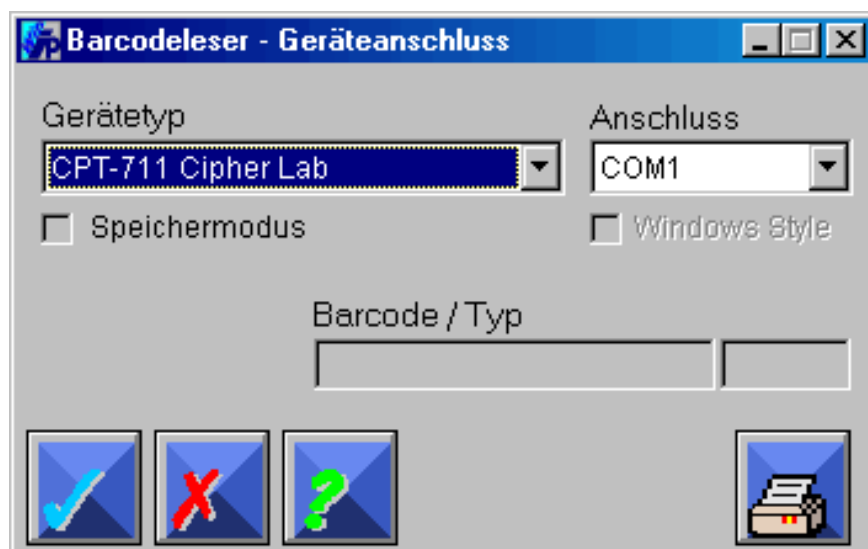 Barcodeleser - Geräteanschluss
Gerätetyp
Anschluss
CPT-711 Cipher Lab
COM1
Speichermodus
Windows Style
Barcode / Typ